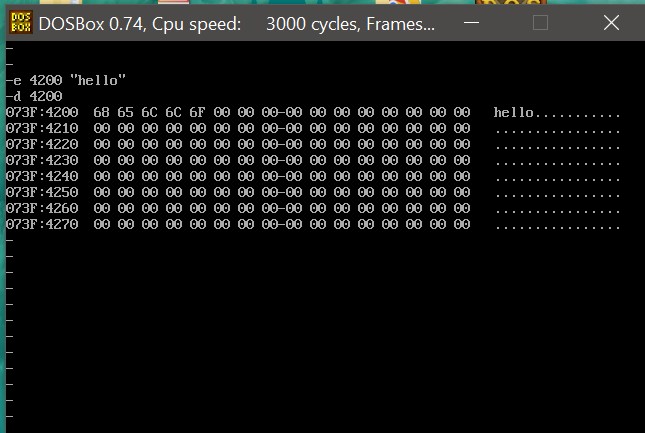 DOS BOX DOSBox 0.74, Cpu speed: 3000 cycles, Frames...
-
-
-e 4200 "hello"
-d 4200
073F:4200 68 65 6C 6C 6F 00 00 00-00 00 00 00 00 00 00 00 hello...........
073F:4210 00 00 00 00 00 00 00 00-00 00 00 00 00 00 00 00 ................
073F:4220 00 00 00 00 00 00 00 00-00 00 00 00 00 00 00 00 ................
073F:4230 00 00 00 00 00 00 00 00-00 00 00 00 00 00 00 00 ................
073F:4240 00 00 00 00 00 00 00 00-00 00 00 00 00 00 00 00 ................
073F:4250 00 00 00 00 00 00 00 00-00 00 00 00 00 00 00 00 ................
073F:4260 00 00 00 00 00 00 00 00-00 00 00 00 00 00 00 00 ................
073F:4270 00 00 00 00 00 00 00 00-00 00 00 00 00 00 00 00 ................
-
-
-
-
-
-
-
-
-
-
-
-